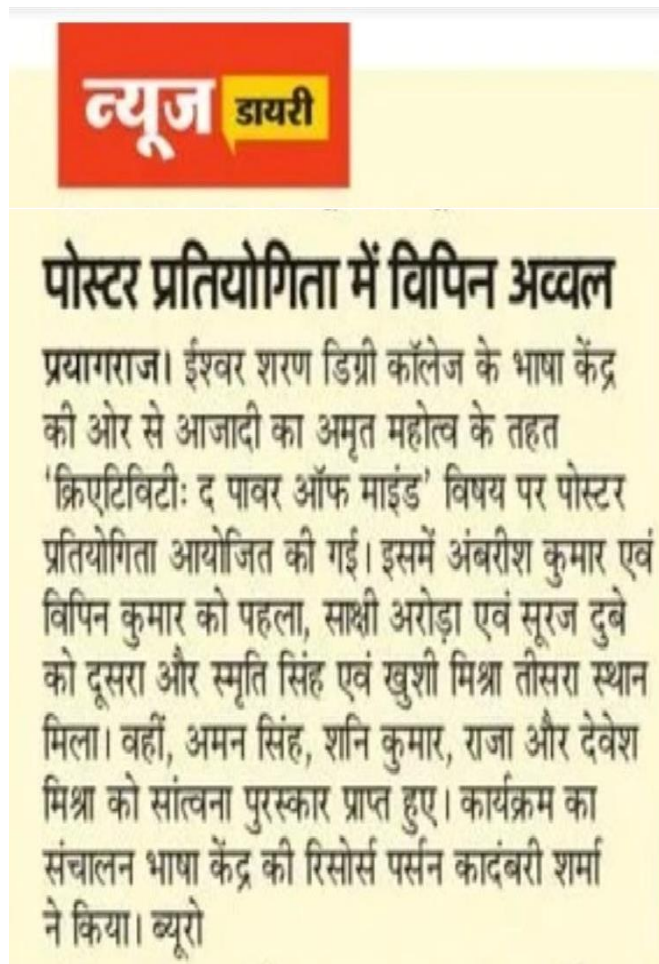 न्यूज डायरी
पोस्टर प्रतियोगिता में विपिन अव्वल
प्रयागराज। ईश्वर शरण डिग्री कॉलेज के भाषा केंद्र
की ओर से आजादी का अमृत महोत्व के तहत
‘क्रिएटिविटीः द पावर ऑफ माइंड’ विषय पर पोस्टर
प्रतियोगिता आयोजित की गई। इसमें अंबरीश कुमार एवं
विपिन कुमार को पहला, साक्षी अरोड़ा एवं सूरज दुबे
को दूसरा और स्मृति सिंह एवं खुशी मिश्रा तीसरा स्थान
मिला। वहीं, अमन सिंह, शनि कुमार, राजा और देवेश
मिश्रा को सांत्वना पुरस्कार प्राप्त हुए। कार्यक्रम का
संचालन भाषा केंद्र की रिसोर्स पर्सन कादंबरी शर्मा
ने किया। ब्यूरो